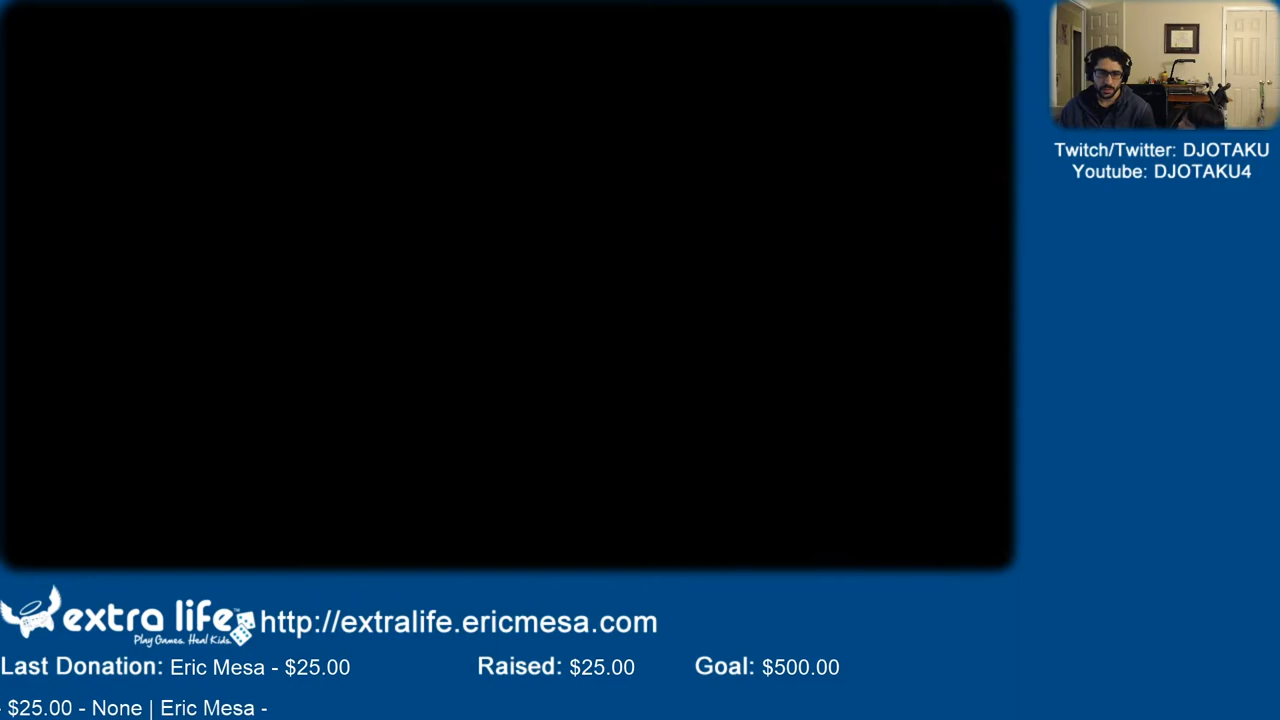 Twitch/Twitter: DJOTAKU
Youtube: DJOTAKU4
extra life™ http://extralife.ericmesa.com
Play Games. Heal Kids.
Last Donation: Eric Mesa - $25.00 Raised: $25.00 Goal: $500.00
- $25.00 - None | Eric Mesa -